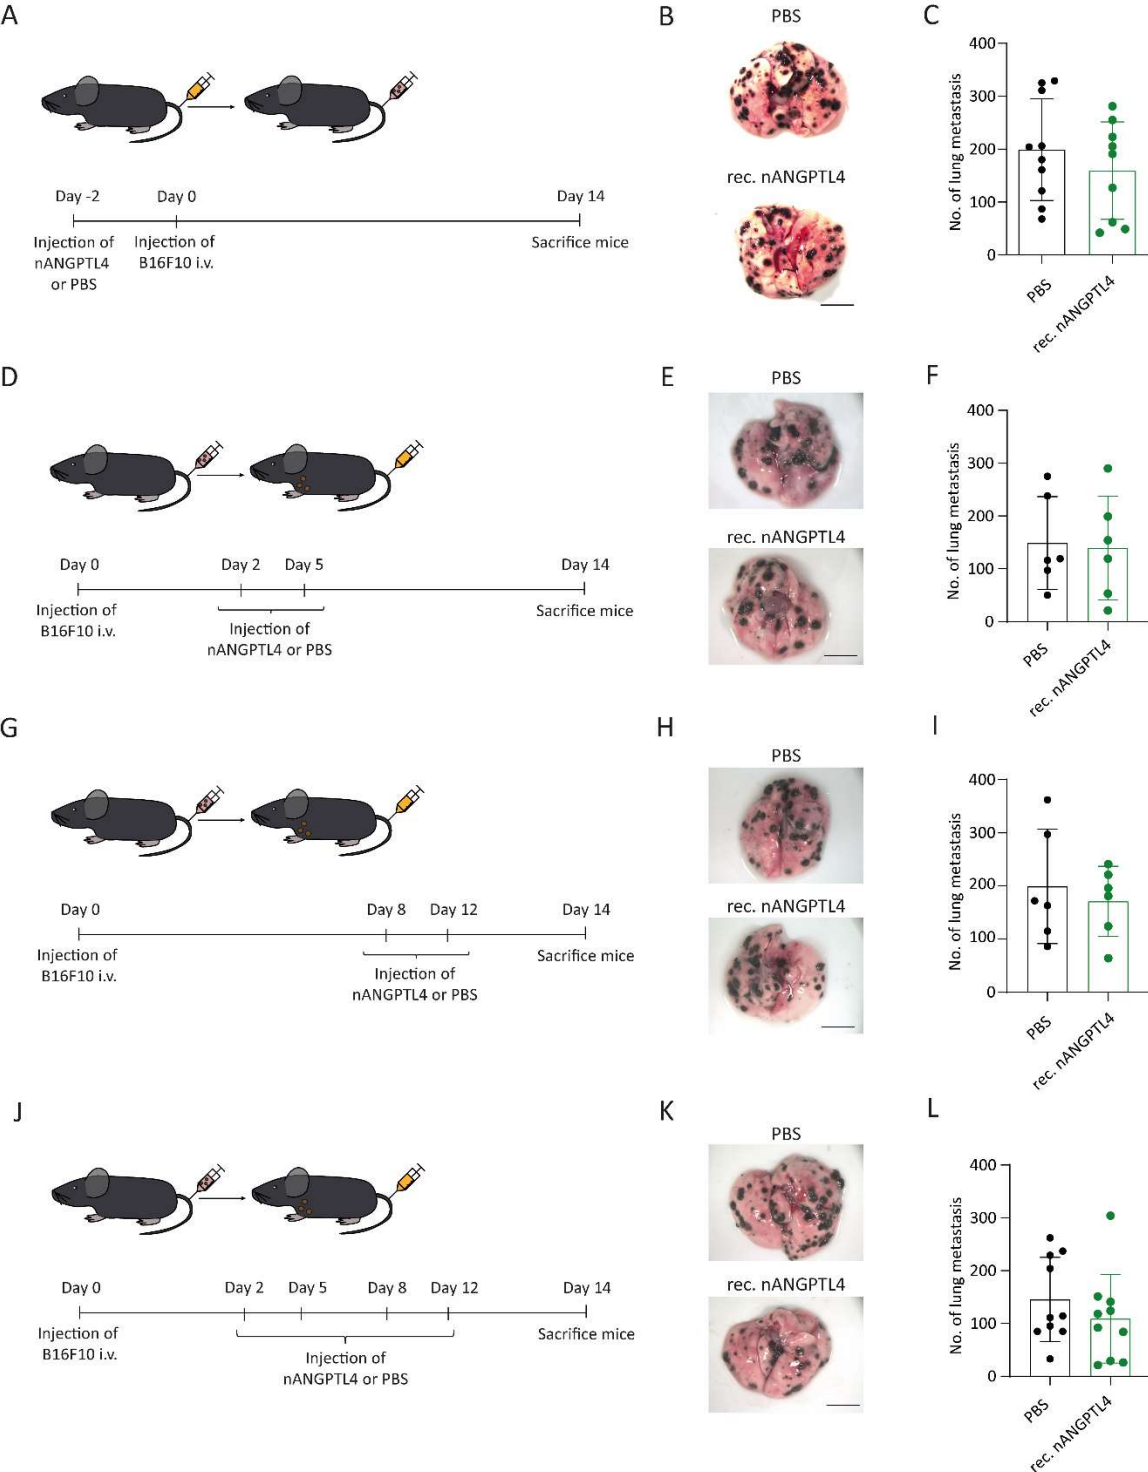 A
B
C
PBS
rec. nANGPTL4
Day -2
Day 0
Day 14
Injection of
nANGPTL4
or PBS
Injection of
B16F10 i.v.
Sacrifice mice
No. of lung metastasis
400
300
200
100
0
PBS
rec. nANGPTL4
D
E
F
PBS
rec. nANGPTL4
Day 0
Day 2
Day 5
Day 14
Injection of
B16F10 i.v.
Injection of
nANGPTL4 or PBS
Sacrifice mice
No. of lung metastasis
400
300
200
100
0
PBS
rec. nANGPTL4
G
H
I
PBS
rec. nANGPTL4
Day 0
Day 8
Day 12
Day 14
Injection of
B16F10 i.v.
Injection of
nANGPTL4 or PBS
Sacrifice mice
No. of lung metastasis
400
300
200
100
0
PBS
rec. nANGPTL4
J
K
L
PBS
rec. nANGPTL4
Day 0
Day 2
Day 5
Day 8
Day 12
Day 14
Injection of
B16F10 i.v.
Injection of
nANGPTL4 or PBS
Sacrifice mice
No. of lung metastasis
400
300
200
100
0
PBS
rec. nANGPTL4